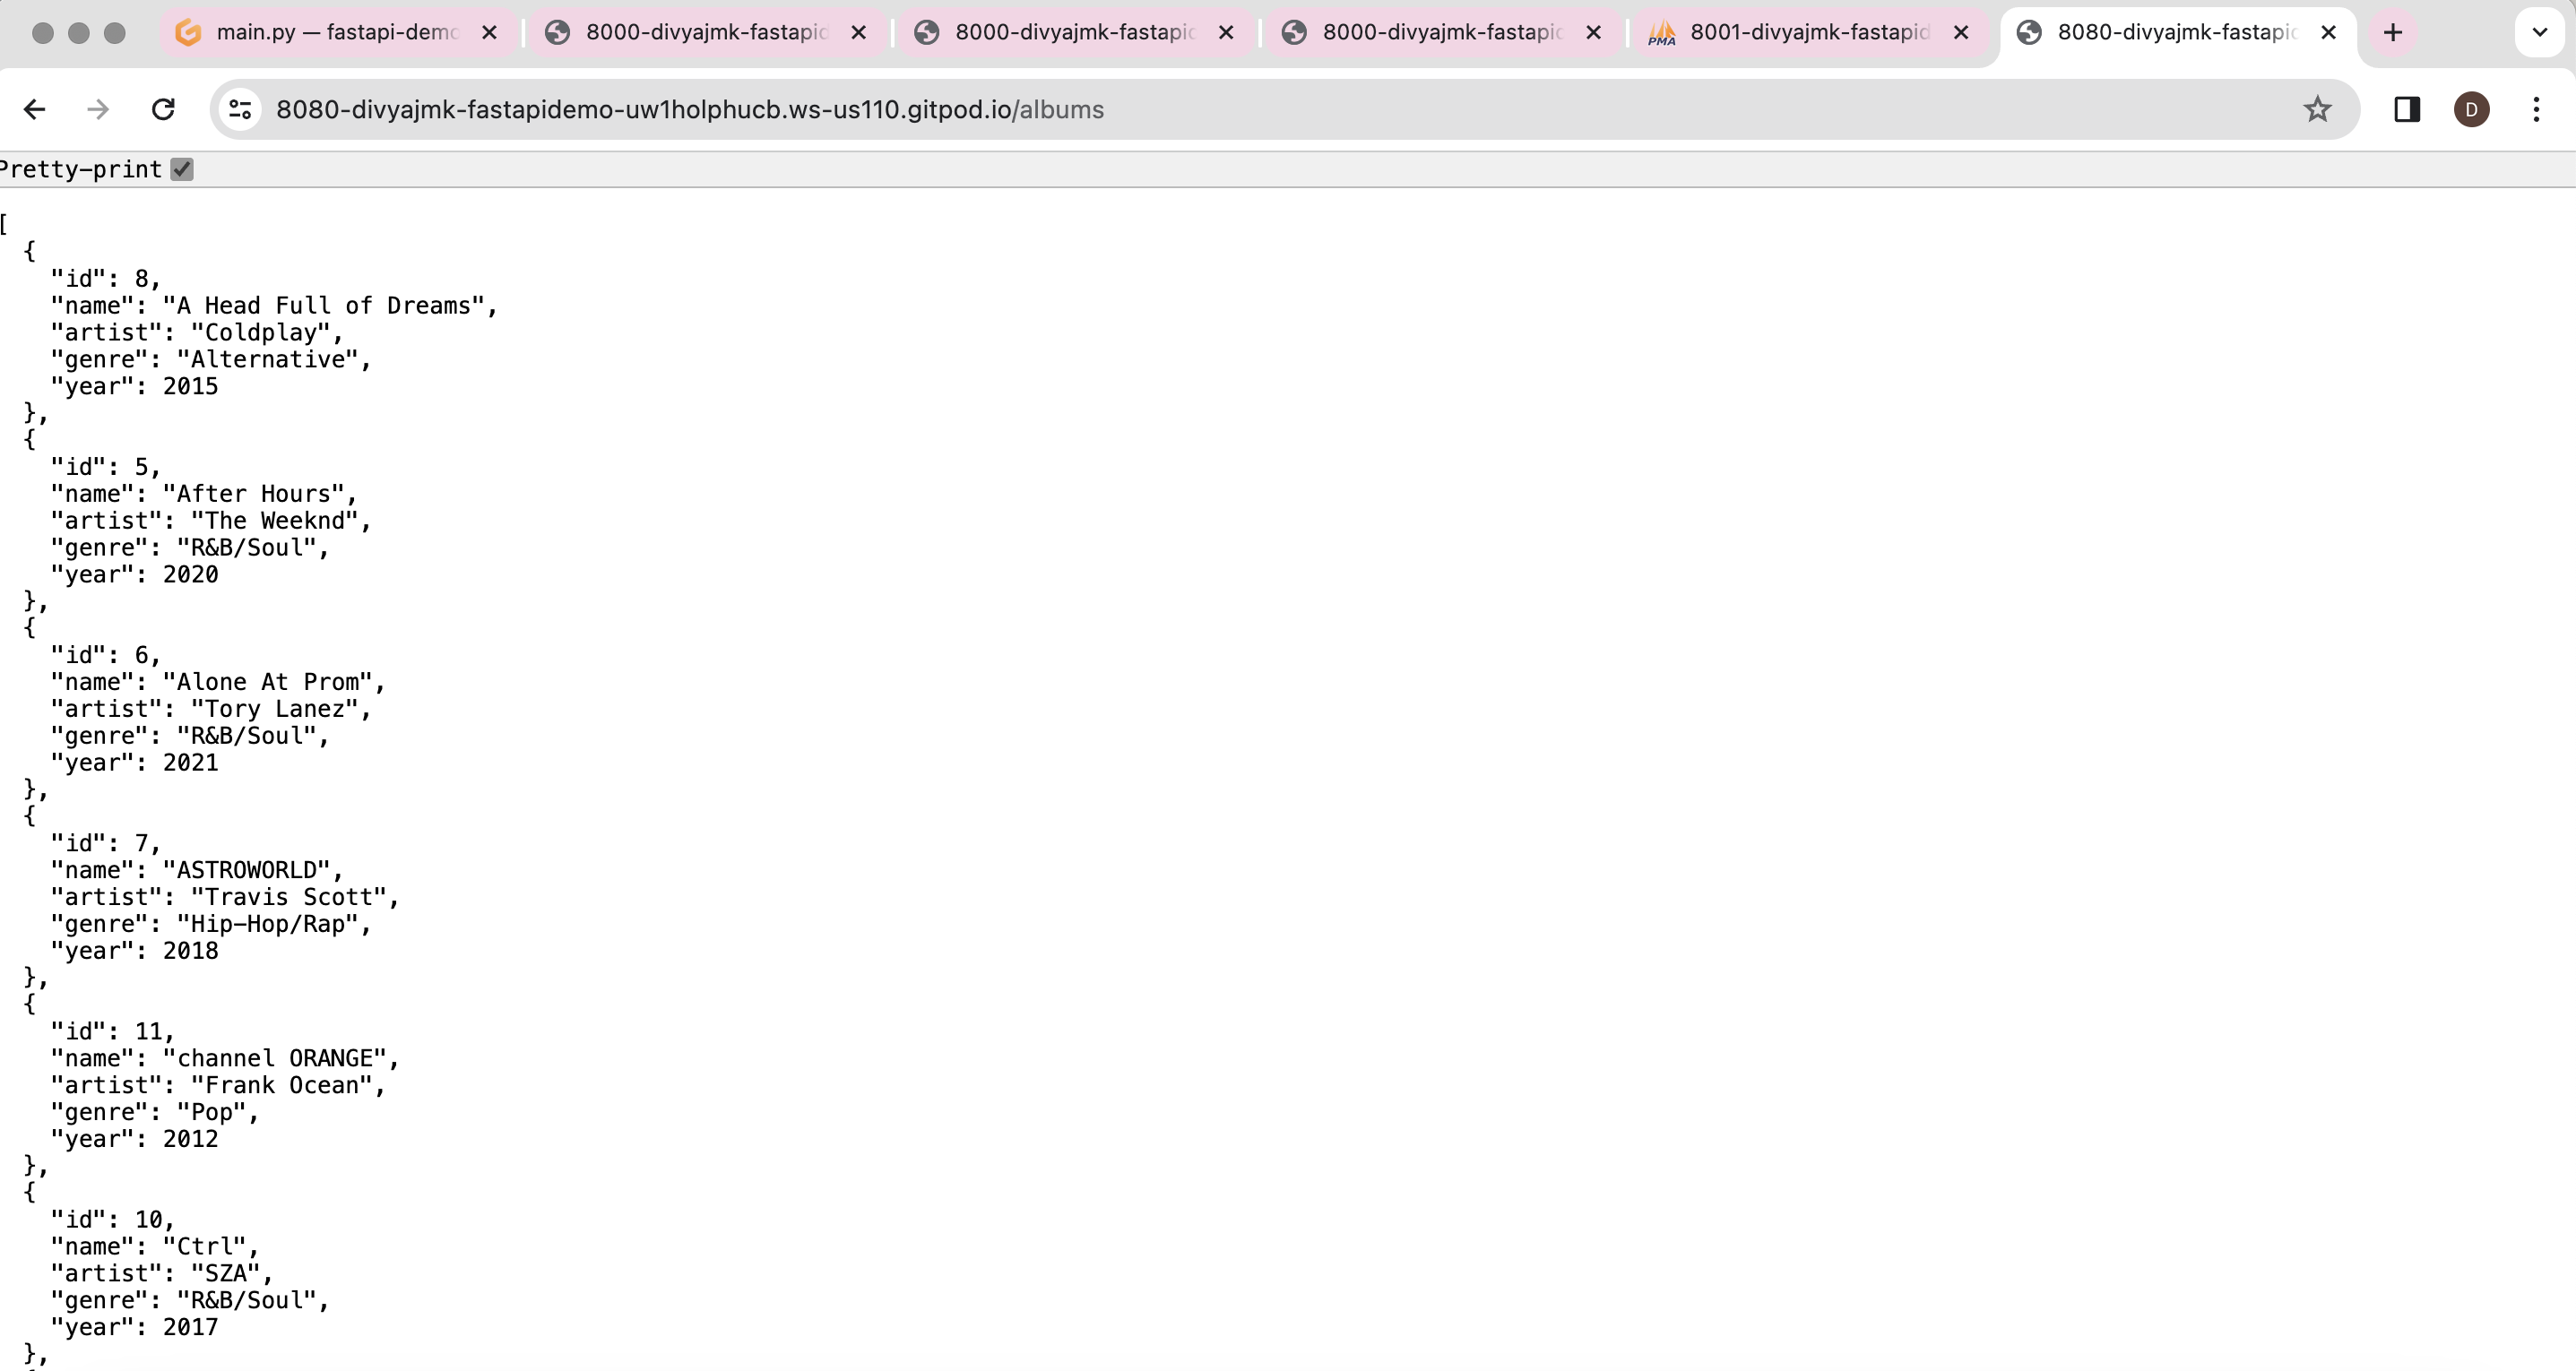 main.py — fastapi-demo
8000-divyajmk-fastapid
8000-divyajmk-fastapid
8000-divyajmk-fastapid
PMA
8001-divyajmk-fastapid
8080-divyajmk-fastapid
8080-divyajmk-fastapidemo-uw1holphucb.ws-us110.gitpod.io/albums
D
Pretty-print
[
{
"id": 8,
"name": "A Head Full of Dreams",
"artist": "Coldplay",
"genre": "Alternative",
"year": 2015
},
{
"id": 5,
"name": "After Hours",
"artist": "The Weeknd",
"genre": "R&B/Soul",
"year": 2020
},
{
"id": 6,
"name": "Alone At Prom",
"artist": "Tory Lanez",
"genre": "R&B/Soul",
"year": 2021
},
{
"id": 7,
"name": "ASTROWORLD",
"artist": "Travis Scott",
"genre": "Hip-Hop/Rap",
"year": 2018
},
{
"id": 11,
"name": "channel ORANGE",
"artist": "Frank Ocean",
"genre": "Pop",
"year": 2012
},
{
"id": 10,
"name": "Ctrl",
"artist": "SZA",
"genre": "R&B/Soul",
"year": 2017
},